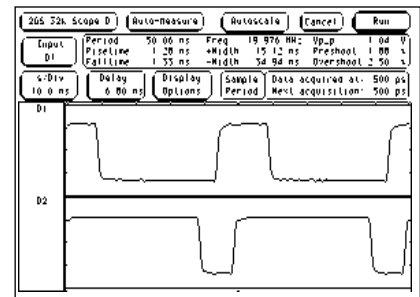 2GS 32k Scope D Auto-Measure Autoscale Cancel Run
Input D1
Period 50.06 ns Freq 19.976 MHz Vp_p 1.04 V
Risetime 1.28 ns +Width 15.12 ns Preshoot 1.00 %
Falltime 1.33 ns -Width 34.94 ns Overshoot 2.50 %
s/Div 10.0 ns
Delay 6.00 ns
Display Options
Sample Period
Data acquired at: 500 ps
Next acquisition: 500 ps
D1
D2